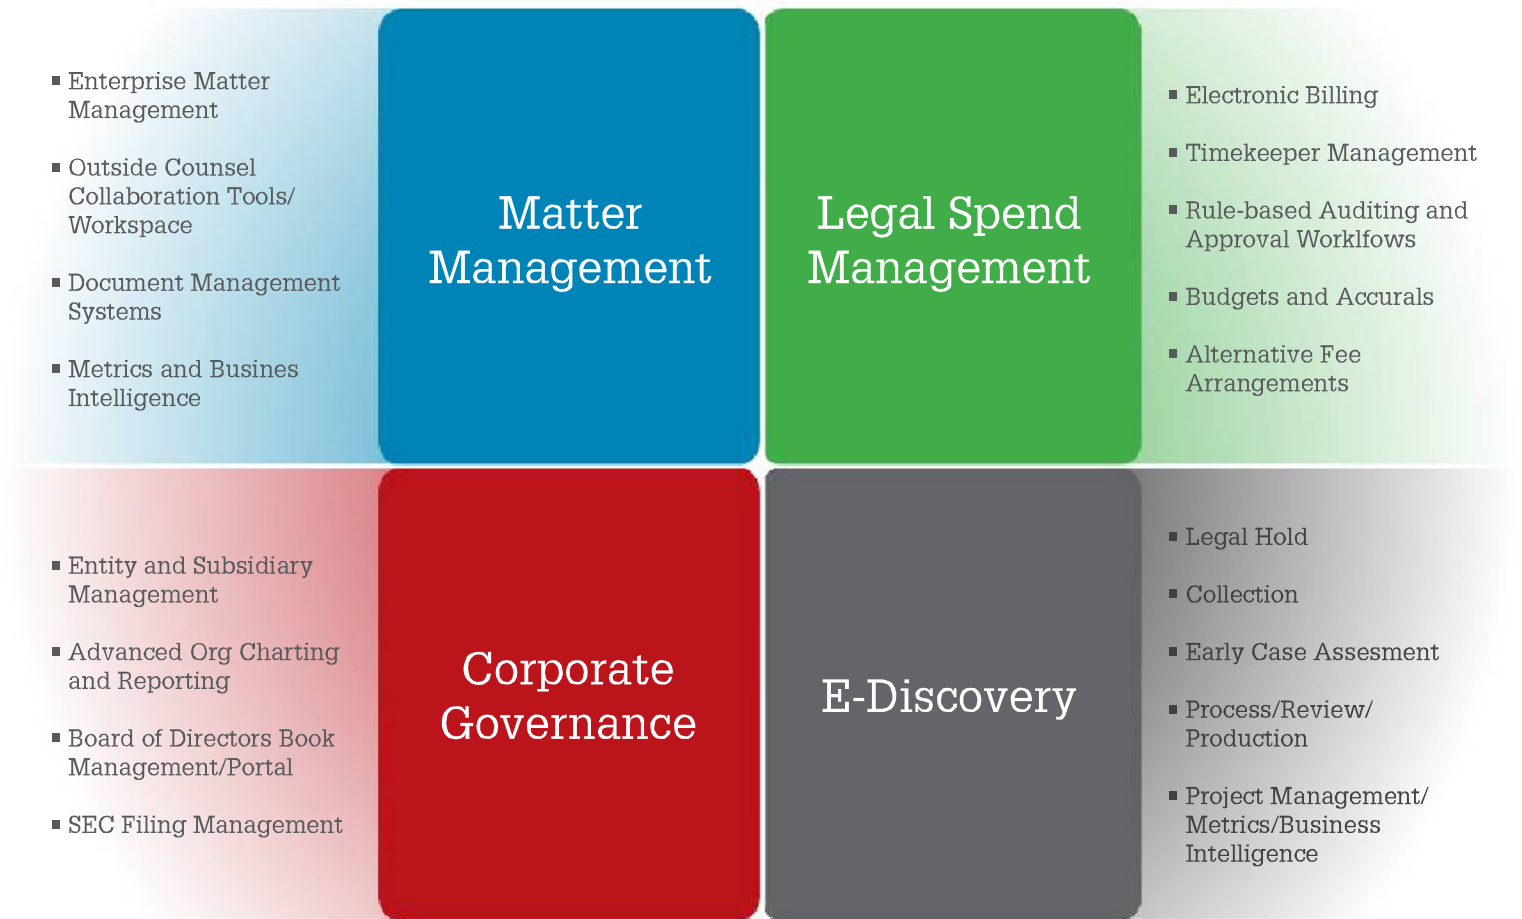 Enterprise Matter
Management
Outside Counsel
Collaboration Tools/
Workspace
Document Management
Systems
Metrics and Busines
Intelligence
Matter
Management
Legal Spend
Management
Electronic Billing
Timekeeper Management
Rule-based Auditing and
Approval Worklfows
Budgets and Accurals
Alternative Fee
Arrangements
Entity and Subsidiary
Management
Advanced Org Charting
and Reporting
Board of Directors Book
Management/Portal
SEC Filing Management
Corporate
Governance
E-Discovery
Legal Hold
Collection
Early Case Assesment
Process/Review/
Production
Project Management/
Metrics/Business
Intelligence